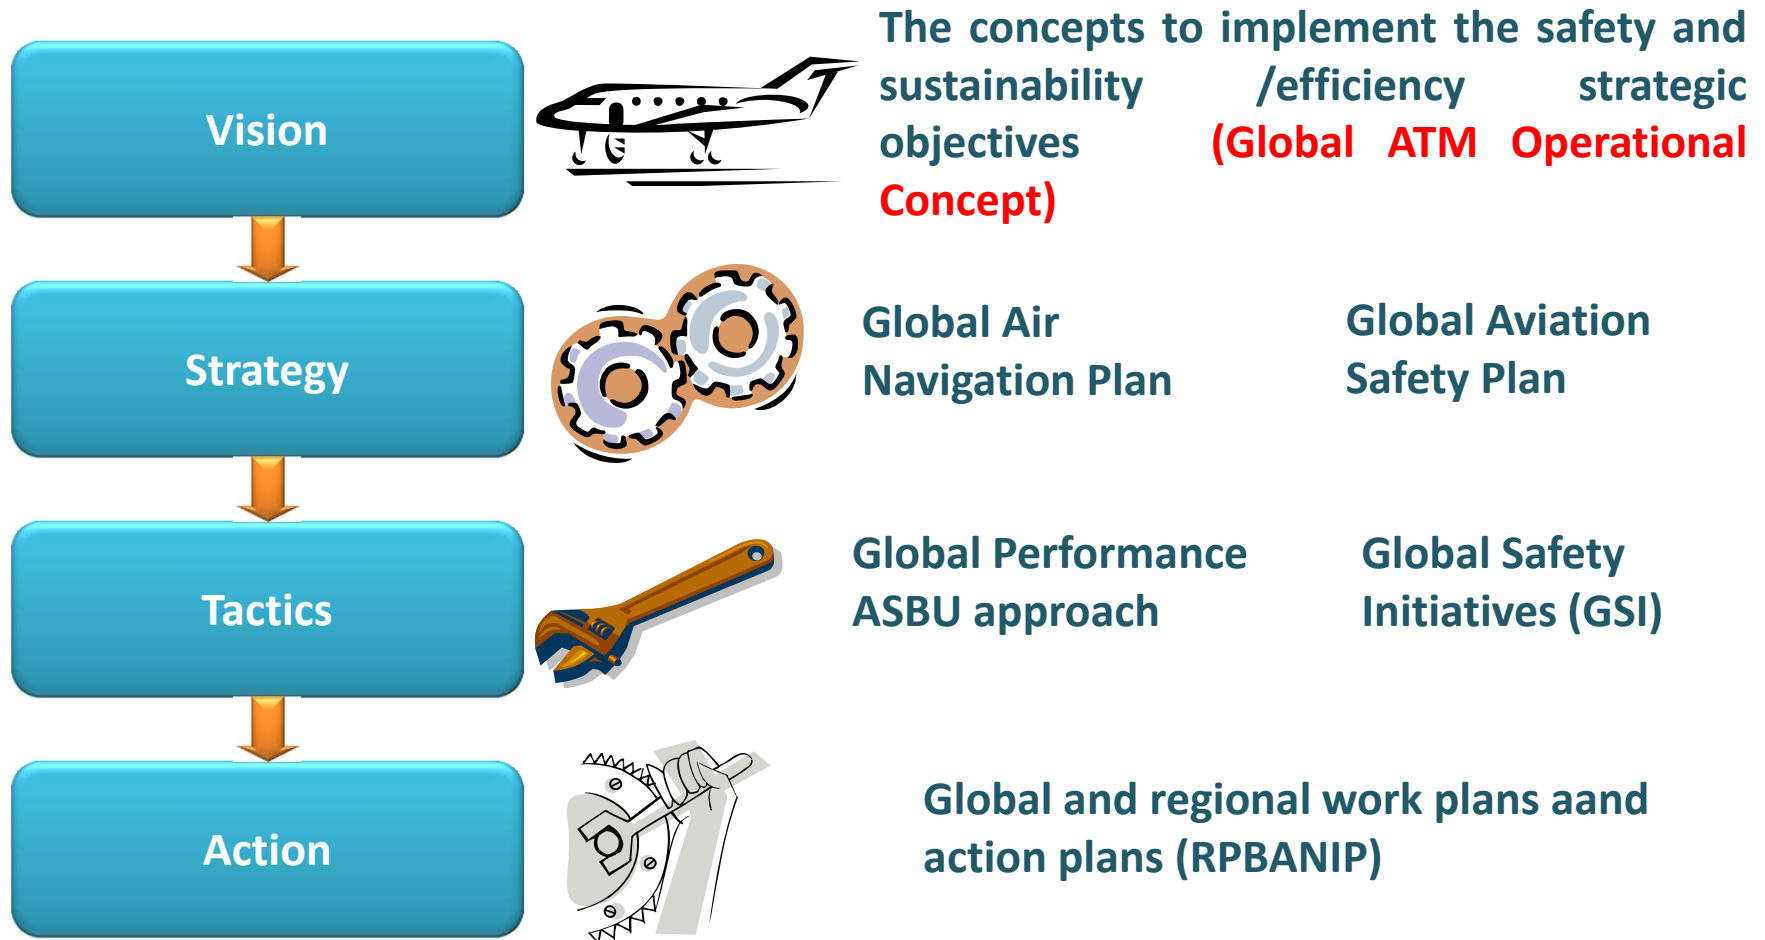 Vision
The concepts to implement the safety and
sustainability /efficiency strategic
objectives (Global ATM Operational
Concept)
Strategy
Global Air
Navigation Plan
Global Aviation
Safety Plan
Tactics
Global Performance
ASBU approach
Global Safety
Initiatives (GSI)
Action
Global and regional work plans aand
action plans (RPBANIP)